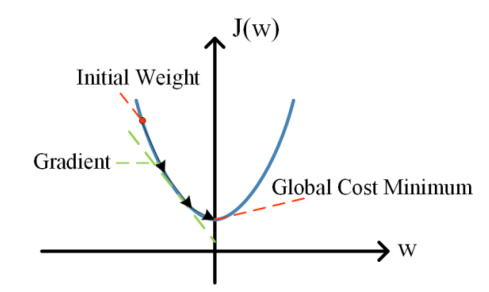 J(w)
Initial Weight
Gradient
Global Cost Minimum
w